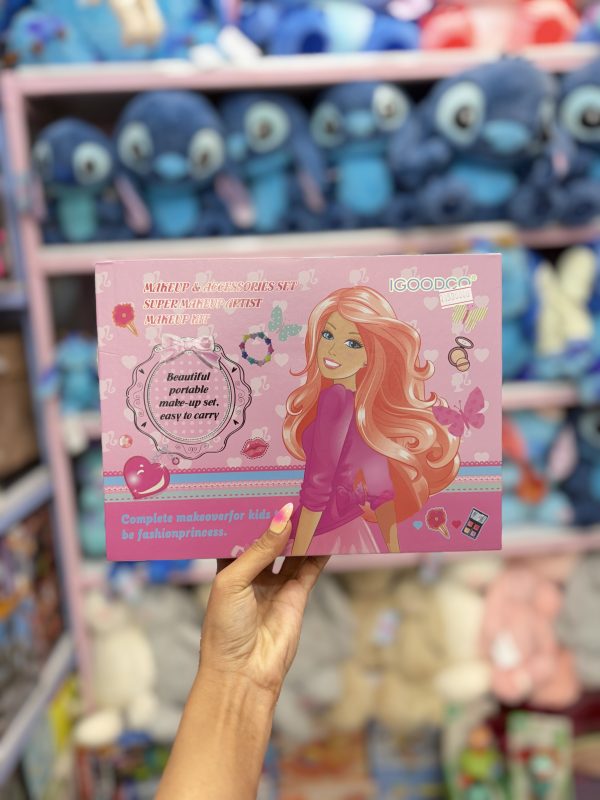 MAKEUP & ACCESSORIES SET
SUPER MAKEUP ARTIST
MAKEUP KIT
IGOODCO
Beautiful
portable
make-up set,
easy to carry
Complete makeoverfor kids
be fashionprincess.